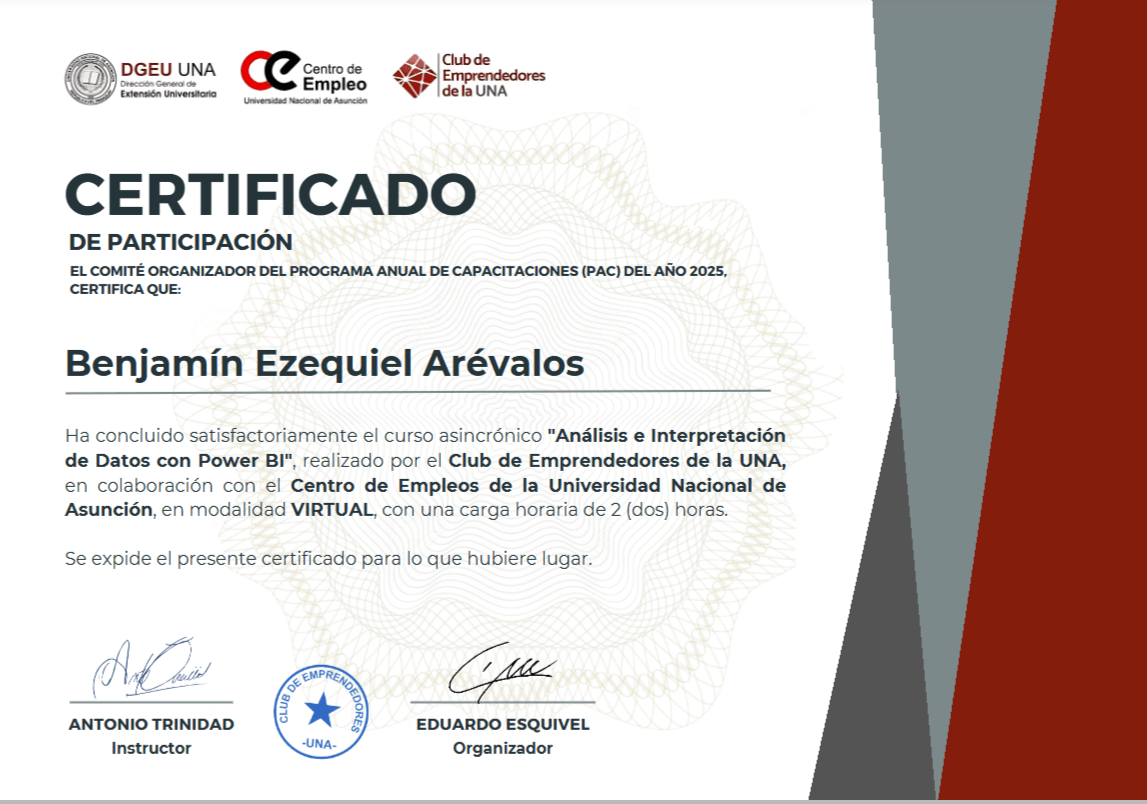 DGEU UNA
Dirección General de
Extensión Universitaria
Centro de
Empleo
Universidad Nacional de Asunción
Club de
Emprendedores
de la UNA
CERTIFICADO
DE PARTICIPACIÓN
EL COMITÉ ORGANIZADOR DEL PROGRAMA ANUAL DE CAPACITACIONES (PAC) DEL AÑO 2025,
CERTIFICA QUE:
Benjamín Ezequiel Arévalos
Ha concluido satisfactoriamente el curso asincrónico "Análisis e Interpretación
de Datos con Power BI", realizado por el Club de Emprendedores de la UNA,
en colaboración con el Centro de Empleos de la Universidad Nacional de
Asunción, en modalidad VIRTUAL, con una carga horaria de 2 (dos) horas.
Se expide el presente certificado para lo que hubiere lugar.
ANTONIO TRINIDAD
Instructor
CLUB DE EMPRENDEDORES
-UNA-
EDUARDO ESQUIVEL
Organizador